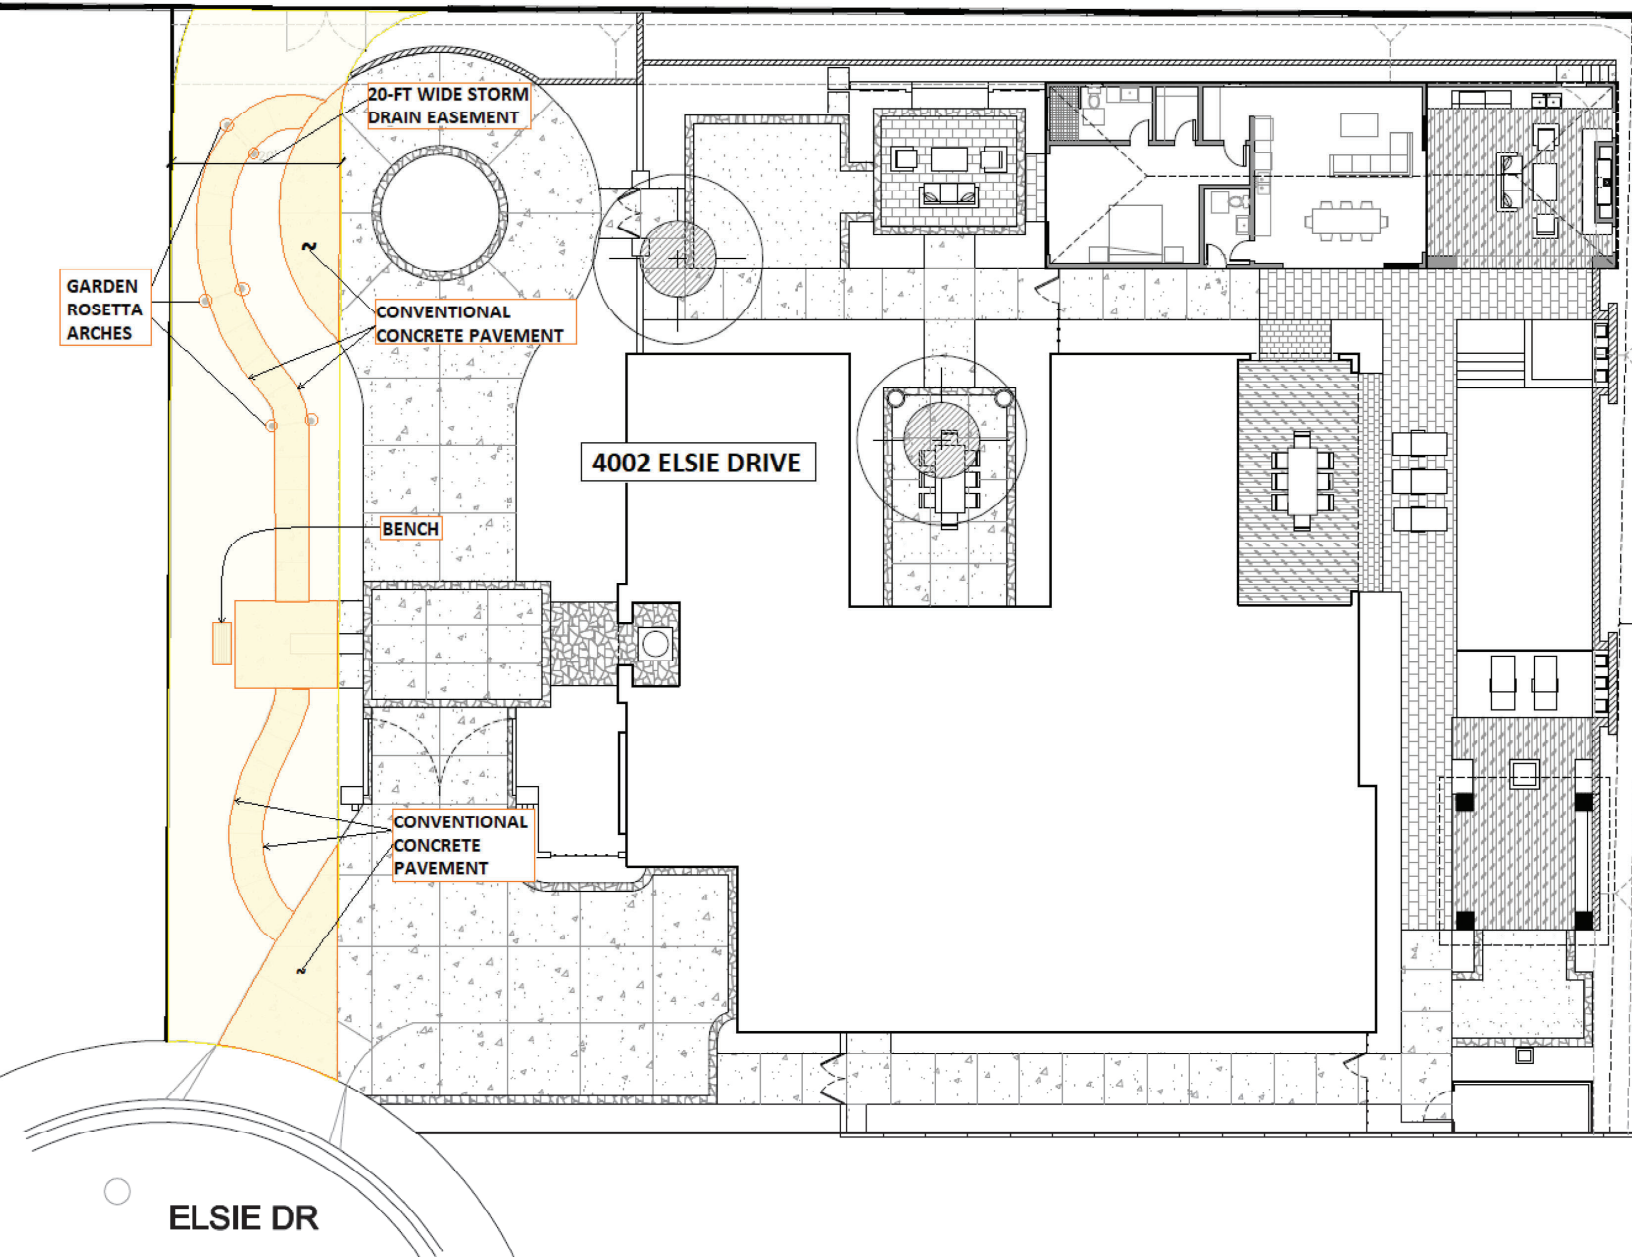 20-FT WIDE STORM
DRAIN EASEMENT
GARDEN
ROSETTA
ARCHES
CONVENTIONAL
CONCRETE PAVEMENT
4002 ELSIE DRIVE
BENCH
CONVENTIONAL
CONCRETE
PAVEMENT
ELSIE DR